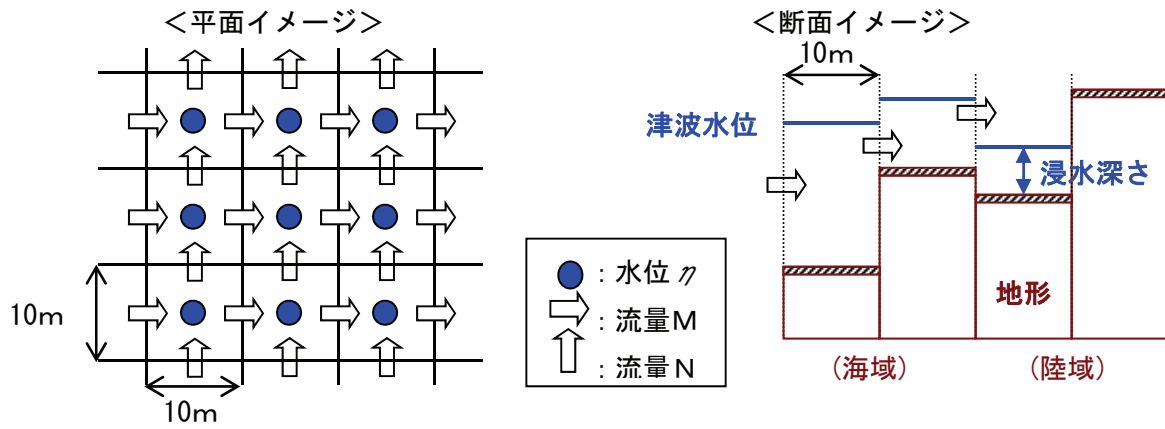 ＜平面イメージ＞
10m
10m
：水位η
：流量M
：流量N
＜断面イメージ＞
10m
津波水位
浸水深さ
地形
(海域)
(陸域)